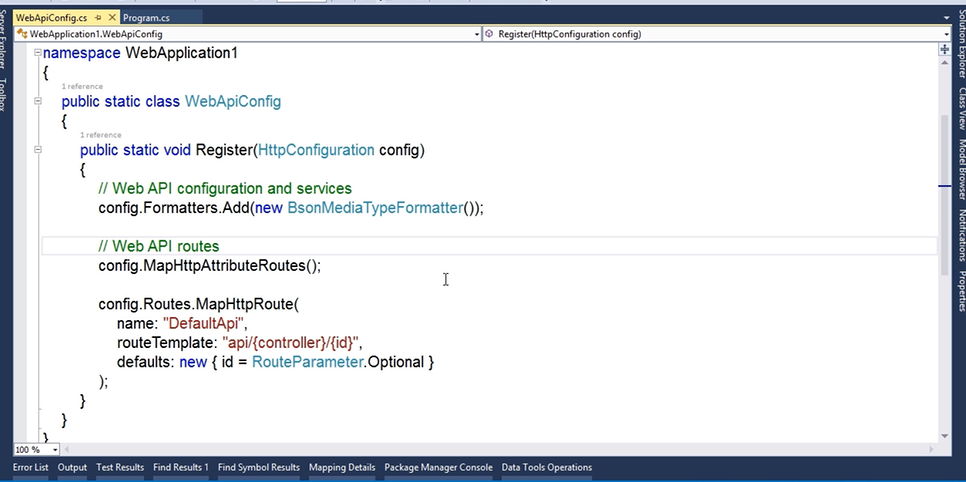 WebApiConfig.cs
Program.cs
WebApplication1.WebApiConfig
Register(HttpConfiguration config)
Server Explorer
Toolbox
namespace WebApplication1
{
1 reference
public static class WebApiConfig
{
1 reference
public static void Register(HttpConfiguration config)
{
// Web API configuration and services
config.Formatters.Add(new BsonMediaTypeFormatter());
// Web API routes
config.MapHttpAttributeRoutes();
config.Routes.MapHttpRoute(
name: "DefaultApi",
routeTemplate: "api/{controller}/{id}",
defaults: new { id = RouteParameter.Optional }
);
}
}
}
100 %
Solution Explorer
Class View
Model Browser
Notifications
Properties
Error List
Output
Test Results
Find Results 1
Find Symbol Results
Mapping Details
Package Manager Console
Data Tools Operations